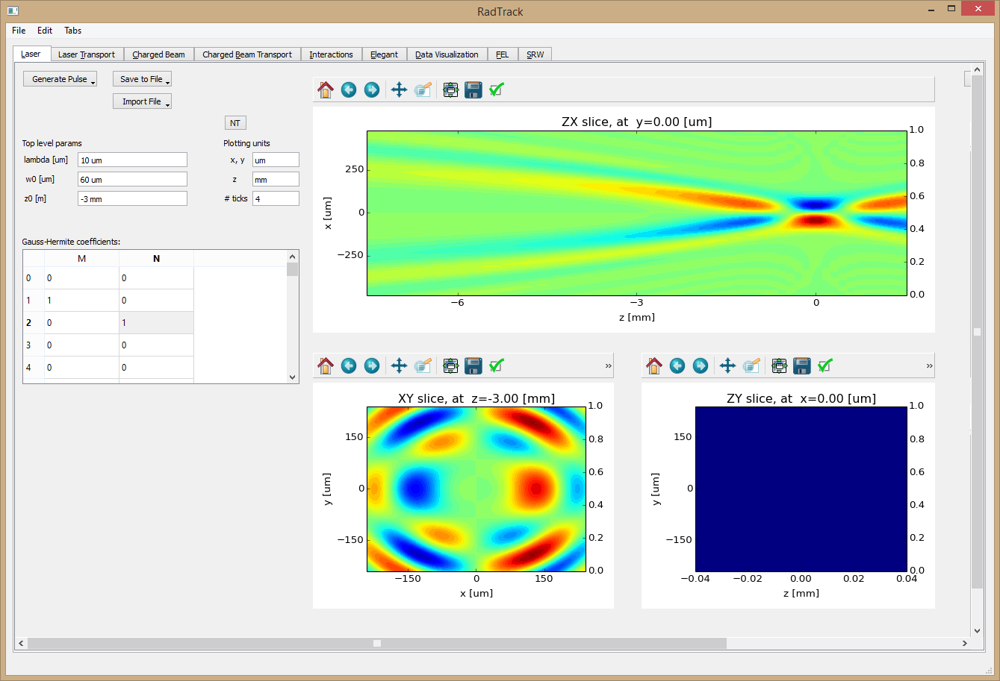 RadTrack
File Edit Tabs
Laser Laser Transport Charged Beam Charged Beam Transport Interactions Elegant Data Visualization FEL SRW
Generate Pulse Save to File
Import File
NT
Top level params Plotting units
lambda [um] 10 um x, y um
w0 [um] 60 um z mm
z0 [m] -3 mm # ticks 4
Gauss-Hermite coefficients:
M N
0 0 0
1 1 0
2 0 1
3 0 0
4 0 0
ZX slice, at y=0.00 [um]
1.0
250 0.8
0.6
x [um] 0
0.4
−250 0.2
0.0
−6 −3 0
z [mm]
»
XY slice, at z=-3.00 [mm]
1.0
150 0.8
0.6
y [um] 0
0.4
−150 0.2
0.0
−150 0 150
x [um]
»
ZY slice, at x=0.00 [um]
1.0
150 0.8
0.6
y [um] 0
0.4
−150 0.2
0.0
−0.04 −0.02 0.00 0.02 0.04
z [mm]